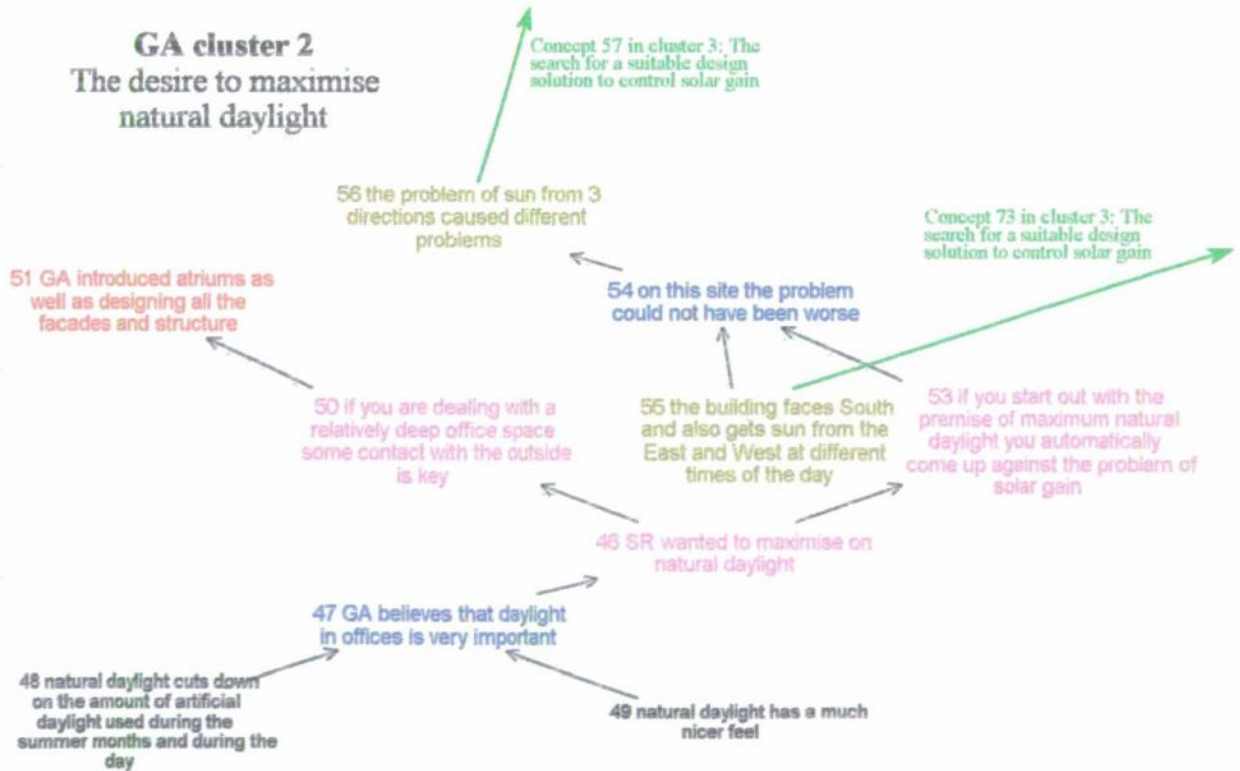 GA cluster 2
The desire to maximise
natural daylight
Concept 57 in cluster 3: The
search for a suitable design
solution to control solar gain
56 the problem of sun from 3
directions caused different
problems
Concept 73 in cluster 3: The
search for a suitable design
solution to control solar gain
51 GA introduced atriums as
well as designing all the
facades and structure
54 on this site the problem
could not have been worse
50 if you are dealing with a
relatively deep office space
some contact with the outside
is key
55 the building faces South
and also gets sun from the
East and West at different
times of the day
53 if you start out with the
premise of maximum natural
daylight you automatically
come up against the problem of
solar gain
46 SR wanted to maximise on
natural daylight
47 GA believes that daylight
in offices is very important
48 natural daylight cuts down
on the amount of artificial
daylight used during the
summer months and during the
day
49 natural daylight has a much
nicer feel